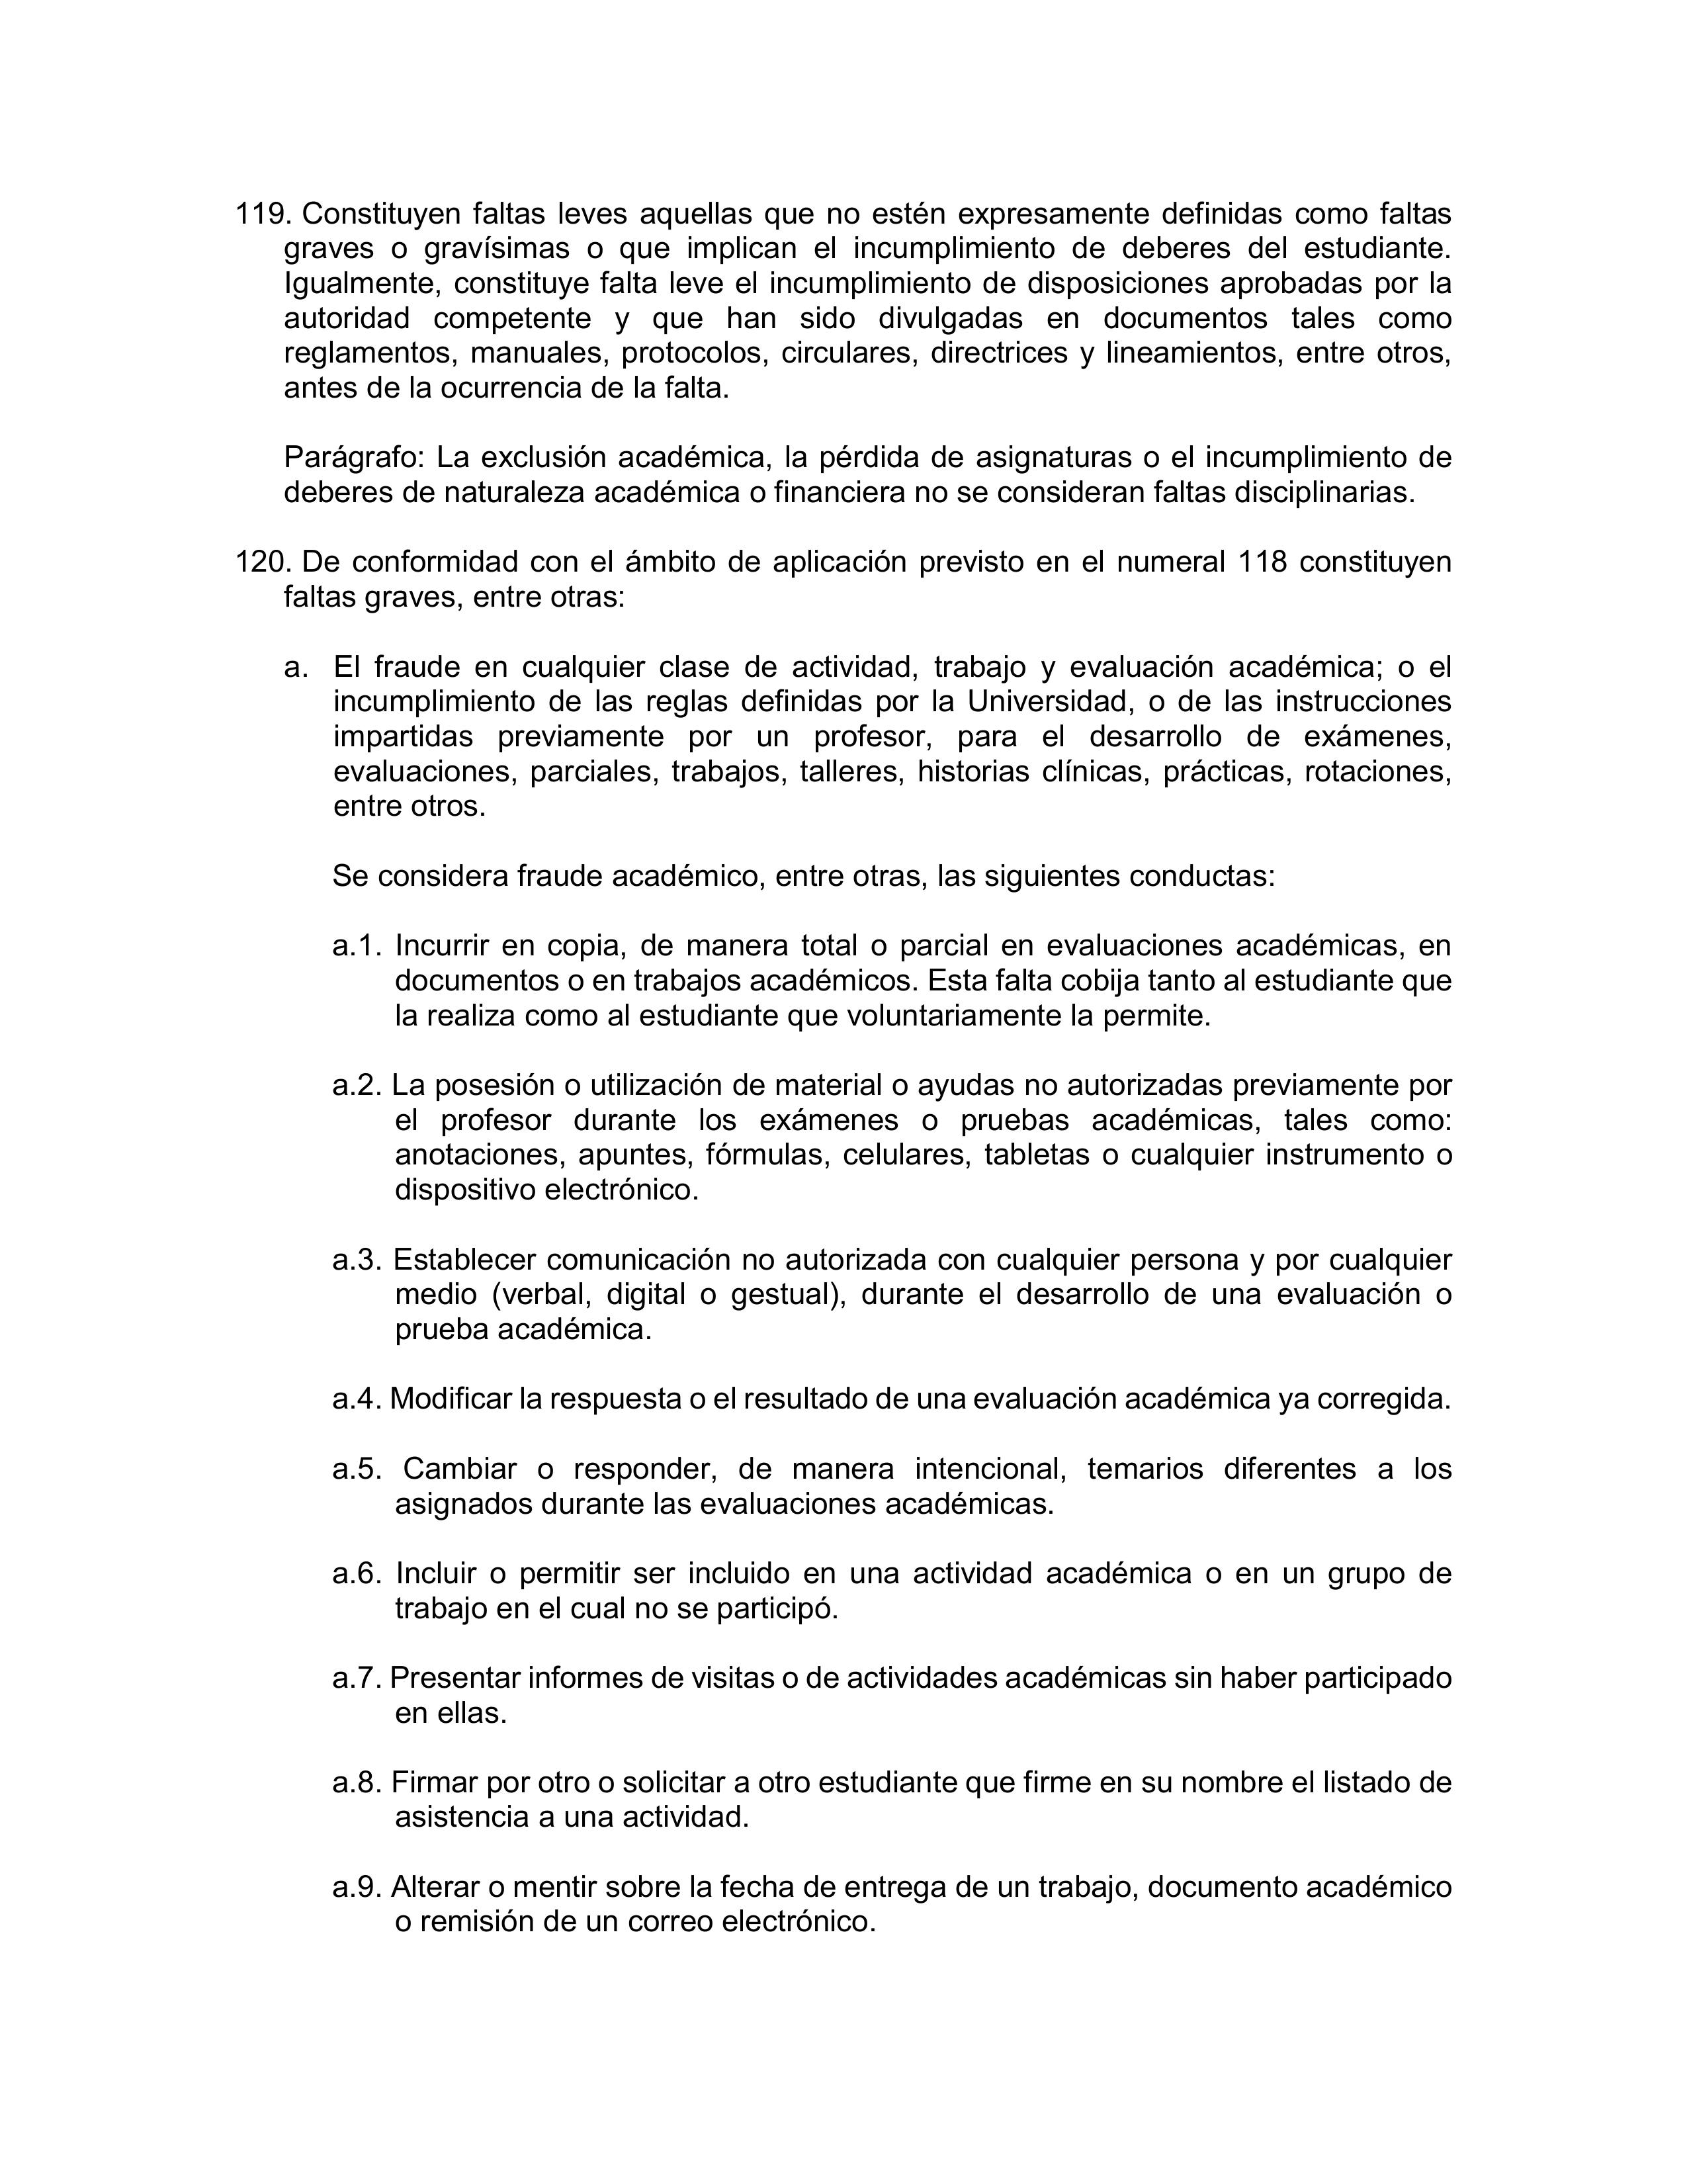 119. Constituyen faltas leves aquellas que no estén expresamente definidas como faltas
graves o gravísimas o que implican el incumplimiento de deberes del estudiante.
Igualmente, constituye falta leve el incumplimiento de disposiciones aprobadas por la
autoridad competente y que han sido divulgadas en documentos tales como
reglamentos, manuales, protocolos, circulares, directrices y lineamientos, entre otros,
antes de la ocurrencia de la falta.
Parágrafo: La exclusión académica, la pérdida de asignaturas o el incumplimiento de
deberes de naturaleza académica o financiera no se consideran faltas disciplinarias.
120. De conformidad con el ámbito de aplicación previsto en el numeral 118 constituyen
faltas graves, entre otras:
a. El fraude en cualquier clase de actividad, trabajo y evaluación académica; o el
incumplimiento de las reglas definidas por la Universidad, o de las instrucciones
impartidas previamente por un profesor, para el desarrollo de exámenes,
evaluaciones, parciales, trabajos, talleres, historias clínicas, prácticas, rotaciones,
entre otros.
Se considera fraude académico, entre otras, las siguientes conductas:
a.1. Incurrir en copia, de manera total o parcial en evaluaciones académicas, en
documentos o en trabajos académicos. Esta falta cobija tanto al estudiante que
la realiza como al estudiante que voluntariamente la permite.
a.2. La posesión o utilización de material o ayudas no autorizadas previamente por
el profesor durante los exámenes o pruebas académicas, tales como:
anotaciones, apuntes, fórmulas, celulares, tabletas o cualquier instrumento o
dispositivo electrónico.
a.3. Establecer comunicación no autorizada con cualquier persona y por cualquier
medio (verbal, digital o gestual), durante el desarrollo de una evaluación o
prueba académica.
a.4. Modificar la respuesta o el resultado de una evaluación académica ya corregida.
a.5. Cambiar o responder, de manera intencional, temarios diferentes a los
asignados durante las evaluaciones académicas.
a.6. Incluir o permitir ser incluido en una actividad académica o en un grupo de
trabajo en el cual no se participó.
a.7. Presentar informes de visitas o de actividades académicas sin haber participado
en ellas.
a.8. Firmar por otro o solicitar a otro estudiante que firme en su nombre el listado de
asistencia a una actividad.
a.9. Alterar o mentir sobre la fecha de entrega de un trabajo, documento académico
o remisión de un correo electrónico.